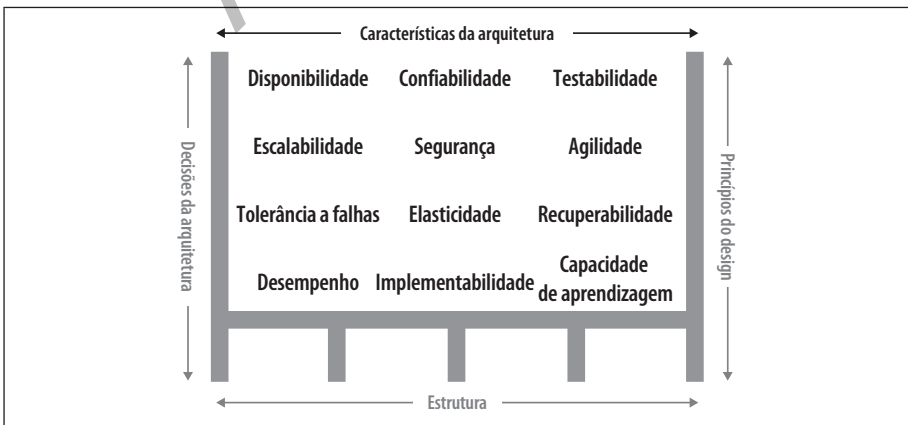 Características da arquitetura
Disponibilidade Confiabilidade Testabilidade
Escalabilidade Segurança Agilidade
Tolerância a falhas Elasticidade Recuperabilidade
Desempenho Implementabilidade Capacidade
de aprendizagem
Decisões da arquitetura
Princípios do design
Estrutura